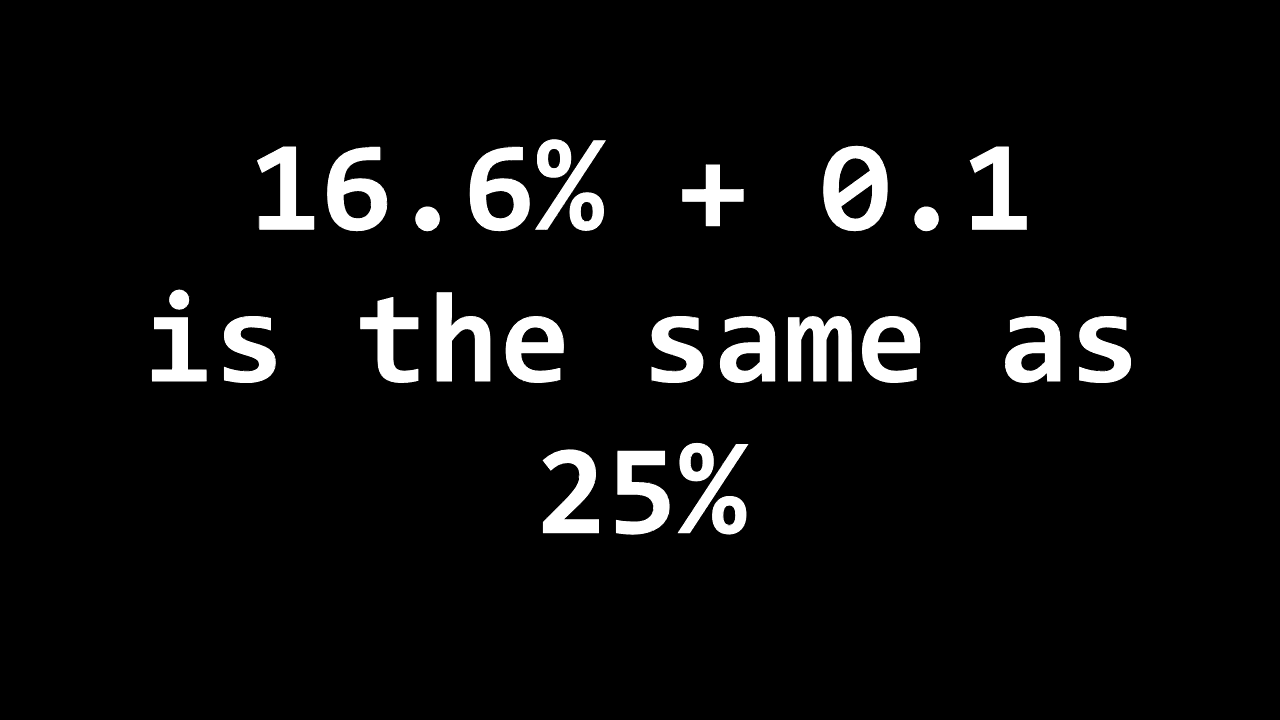 16.6% + 0.1
is the same as
25%